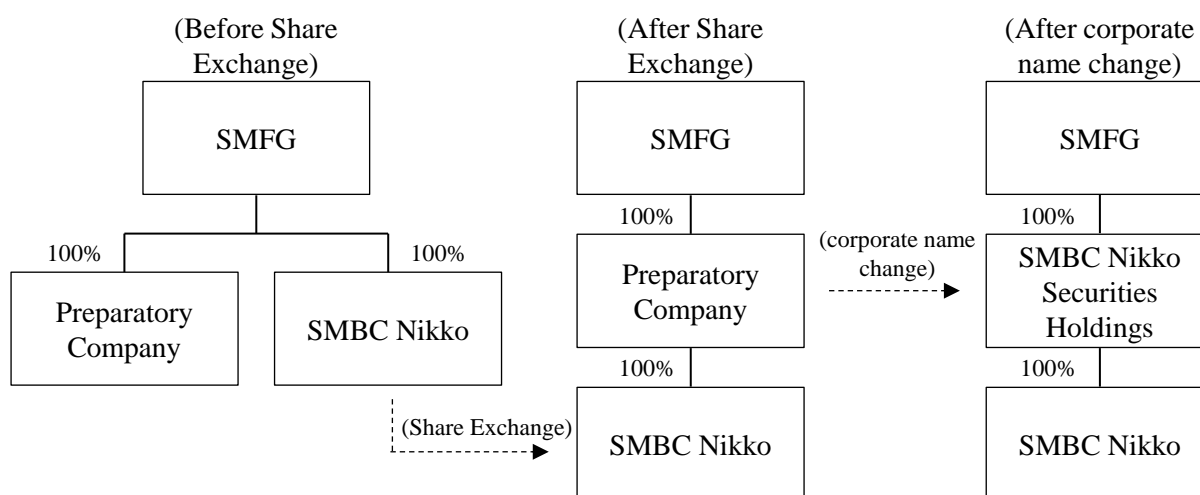 (Before Share
Exchange)
SMFG
100%
100%
Preparatory
Company
SMBC Nikko
(Share Exchange)
(After Share
Exchange)
SMFG
100%
Preparatory
Company
100%
SMBC Nikko
(corporate name
change)
(After corporate
name change)
SMFG
100%
SMBC Nikko
Securities
Holdings
100%
SMBC Nikko